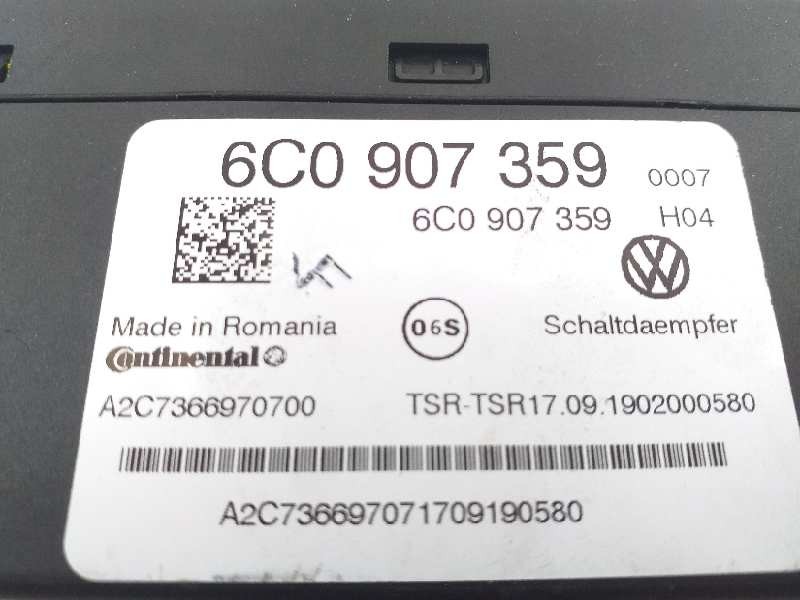 6C0 907 359 0007
6C0 907 359 H04
Made in Romania 06S Schaltdaempfer
Continental
A2C7366970700 TSR-TSR17.09.1902000580
A2C736697071709190580